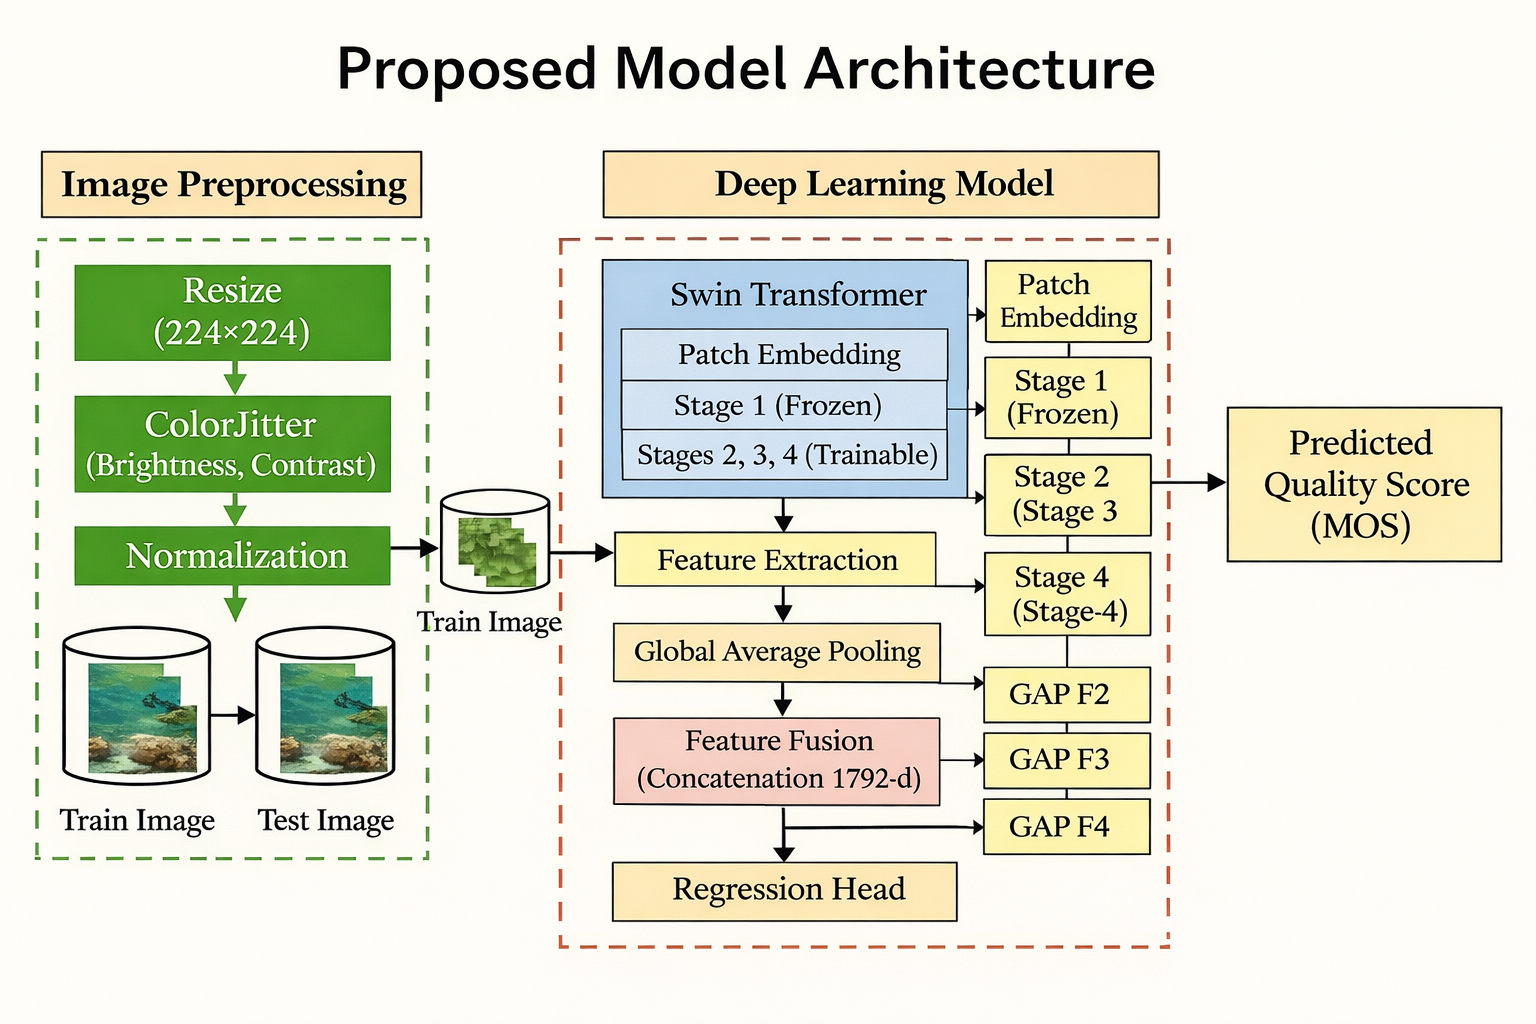 Proposed Model Architecture
Image Preprocessing
Resize
(224×224)
ColorJitter
(Brightness, Contrast)
Normalization
Train Image
Test Image
Train Image
Deep Learning Model
Swin Transformer
Patch Embedding
Stage 1 (Frozen)
Stages 2, 3, 4 (Trainable)
Feature Extraction
Global Average Pooling
Feature Fusion
(Concatenation 1792-d)
Regression Head
Patch
Embedding
Stage 1
(Frozen)
Stage 2
(Stage 3
Stage 4
(Stage-4)
GAP F2
GAP F3
GAP F4
Predicted
Quality Score
(MOS)